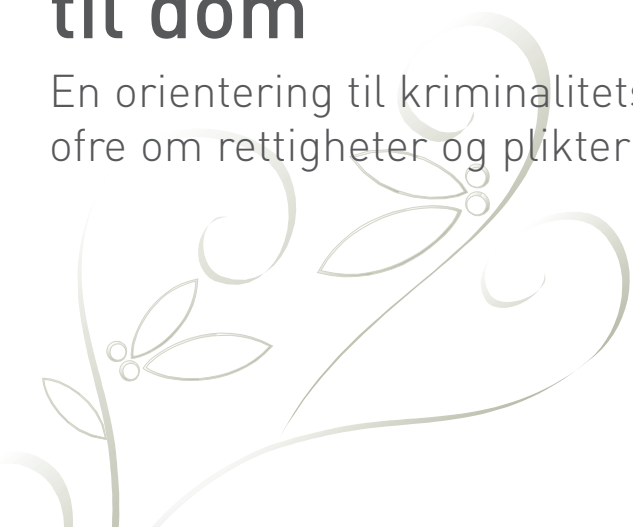 til dom
En orientering til kriminalitets
ofre om rettigheter og plikter